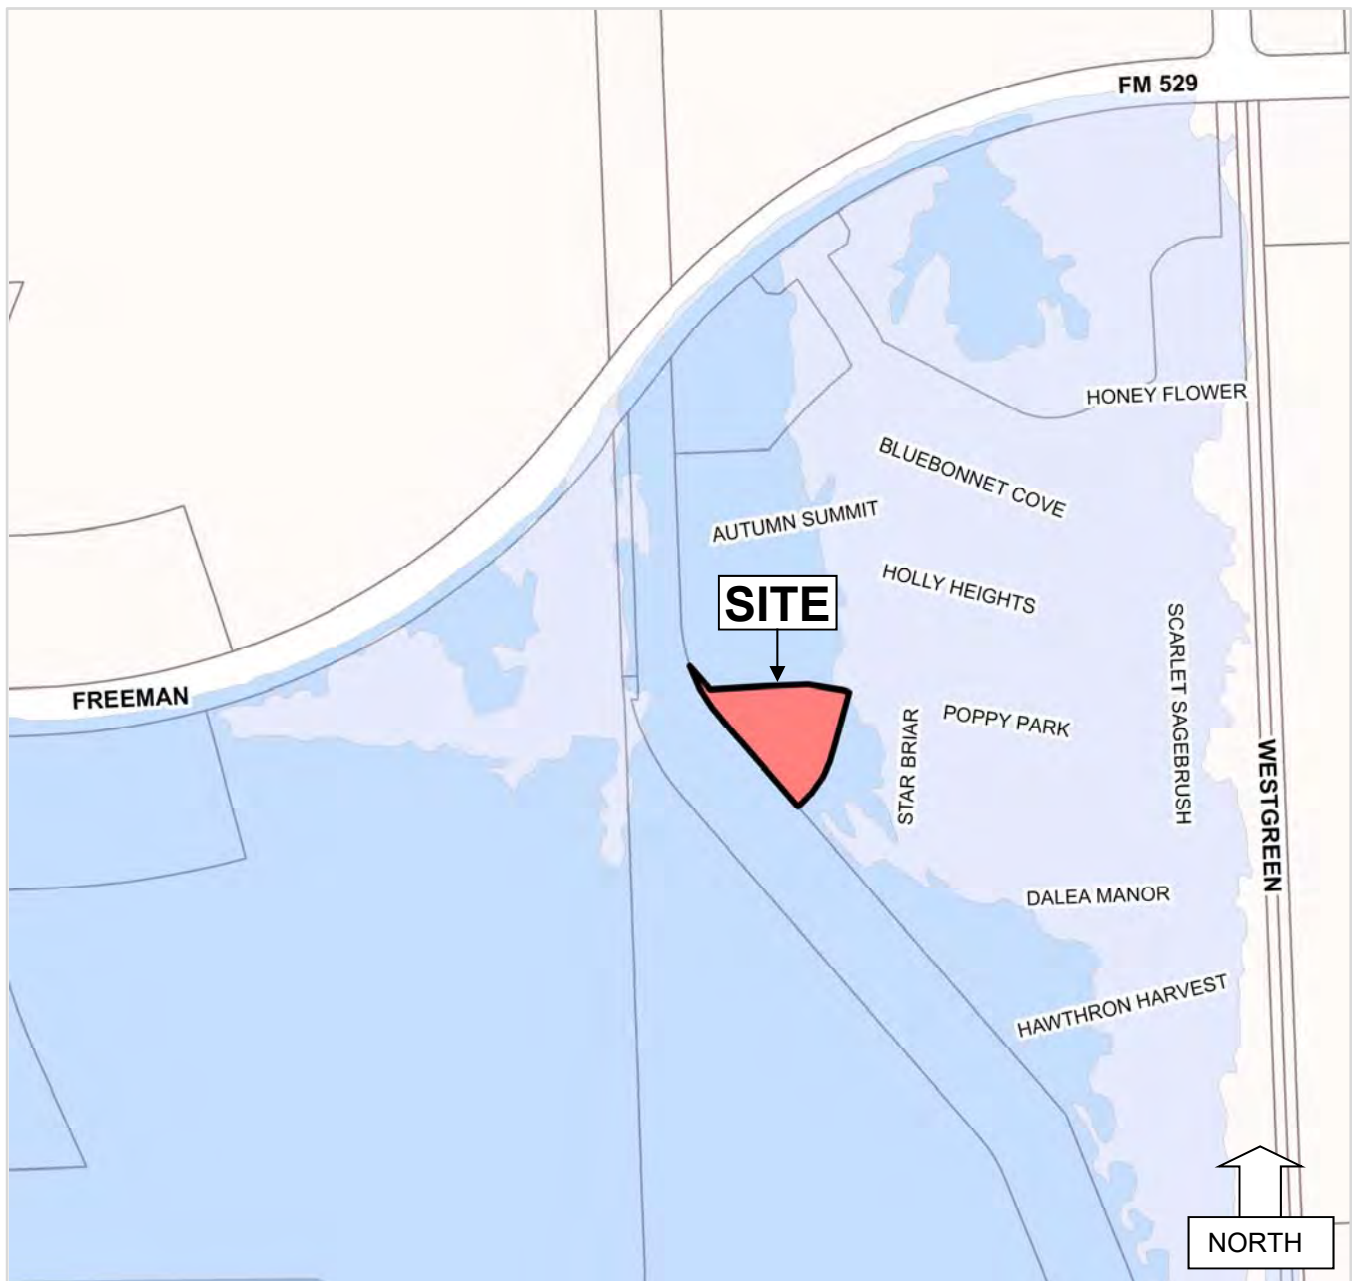 FM 529
HONEY FLOWER
BLUEBONNET COVE
AUTUMN SUMMIT
HOLLY HEIGHTS
SITE
SCARLET SAGEBRUSH
FREEMAN
POPPY PARK
STAR BRIAR
WESTGREEN
DALEA MANOR
HAWTHRON HARVEST
NORTH